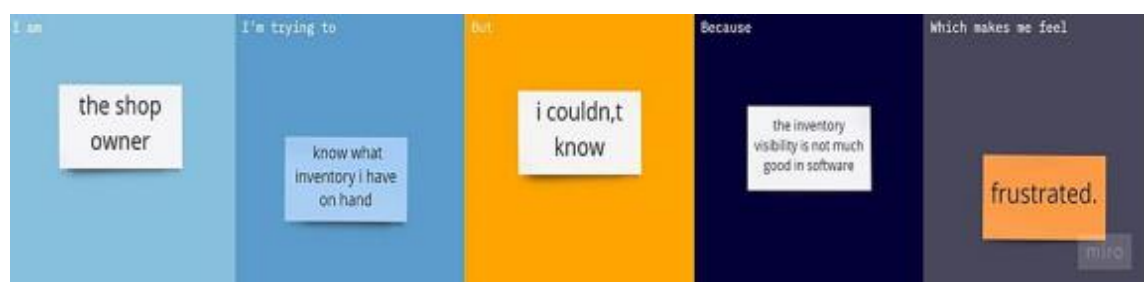 I am
the shop
owner
I'm trying to
know what
inventory i have
on hand
But
i couldn,t
know
Because
the inventory
visibility is not much
good in software
Which makes me feel
frustrated.
miro